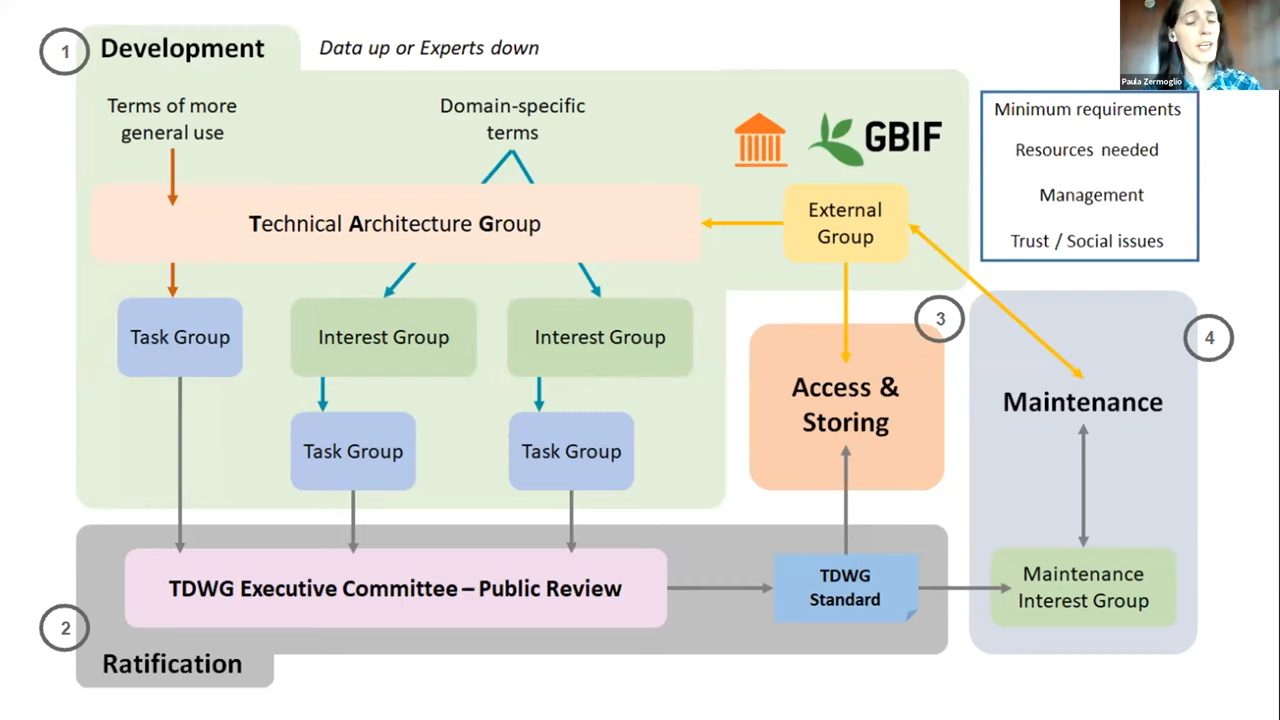 1
Development
Data up or Experts down
Paula Zermoglio
Terms of more
general use
Domain-specific
terms
GBIF
Minimum requirements
Resources needed
Management
Trust / Social issues
Technical Architecture Group
External
Group
Task Group
Interest Group
Interest Group
3
4
Access &
Storing
Maintenance
Task Group
Task Group
TDWG Executive Committee – Public Review
TDWG
Standard
Maintenance
Interest Group
2
Ratification